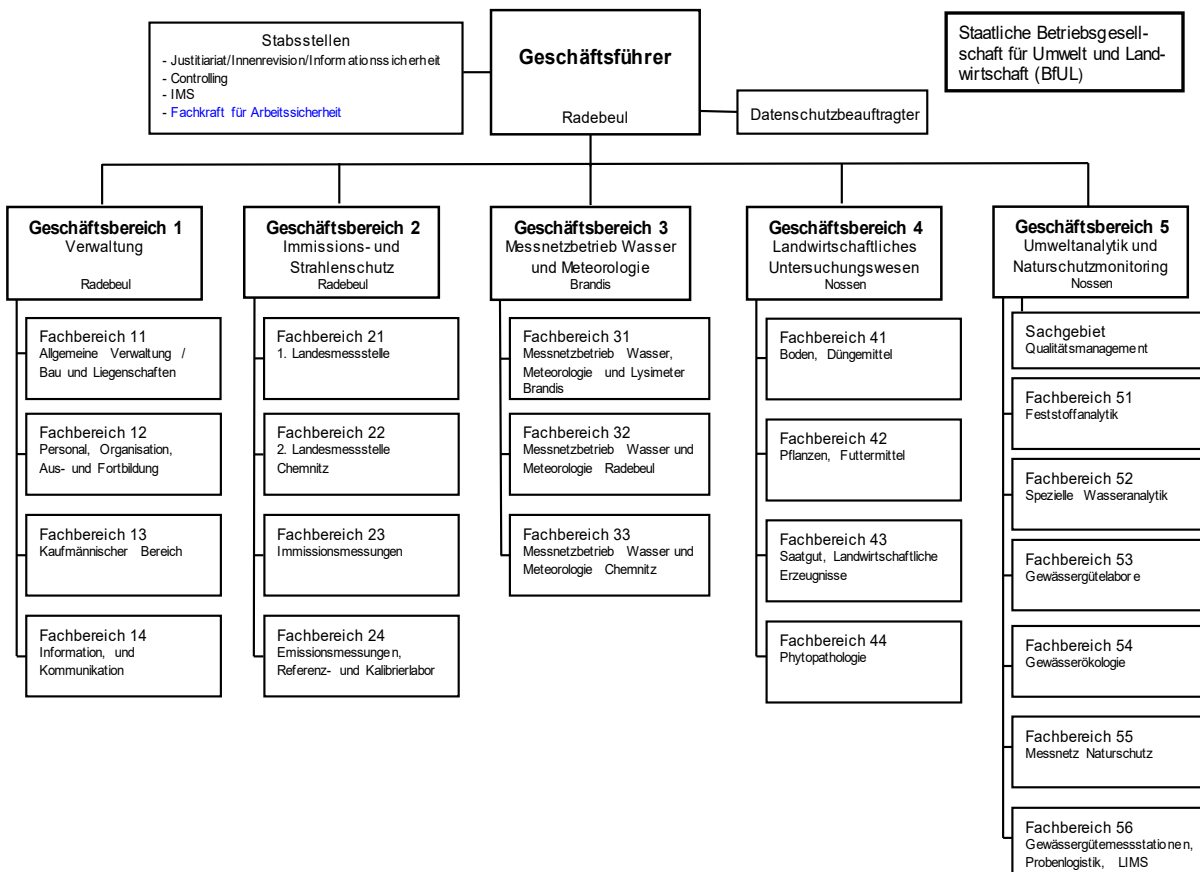 Stabsstellen
- Justitiariat/Innenrevision/Informationssicherheit
- Controlling
- IMS
- Fachkraft für Arbeitssicherheit
Geschäftsführer
Radebeul
Datenschutzbeauftragter
Staatliche Betriebsgesell-
schaft für Umwelt und Land-
wirtschaft (BfUL)
Geschäftsbereich 1
Verwaltung
Radebeul
Fachbereich 11
Allgemeine Verwaltung /
Bau und Liegenschaften
Fachbereich 12
Personal, Organisation,
Aus- und Fortbildung
Fachbereich 13
Kaufmännischer Bereich
Fachbereich 14
Information, und
Kommunikation
Geschäftsbereich 2
Immissions- und
Strahlenschutz
Radebeul
Fachbereich 21
1. Landesmessstelle
Fachbereich 22
2. Landesmessstelle
Chemnitz
Fachbereich 23
Immissionsmessungen
Fachbereich 24
Emissionsmessungen,
Referenz- und Kalibrierlabor
Geschäftsbereich 3
Messnetzbetrieb Wasser
und Meteorologie
Brandis
Fachbereich 31
Messnetzbetrieb Wasser,
Meteorologie und Lysimeter
Brandis
Fachbereich 32
Messnetzbetrieb Wasser und
Meteorologie Radebeul
Fachbereich 33
Messnetzbetrieb Wasser und
Meteorologie Chemnitz
Geschäftsbereich 4
Landwirtschaftliches
Untersuchungswesen
Nossen
Fachbereich 41
Boden, Düngemittel
Fachbereich 42
Pflanzen, Futtermittel
Fachbereich 43
Saatgut, Landwirtschaftliche
Erzeugnisse
Fachbereich 44
Phytopathologie
Geschäftsbereich 5
Umweltanalytik und
Naturschutzmonitoring
Nossen
Sachgebiet
Qualitätsmanagement
Fachbereich 51
Feststoffanalytik
Fachbereich 52
Spezielle Wasseranalytik
Fachbereich 53
Gewässergütelabore
Fachbereich 54
Gewässerökologie
Fachbereich 55
Messnetz Naturschutz
Fachbereich 56
Gewässergütemessstationen,
Probenlogistik, LIMS